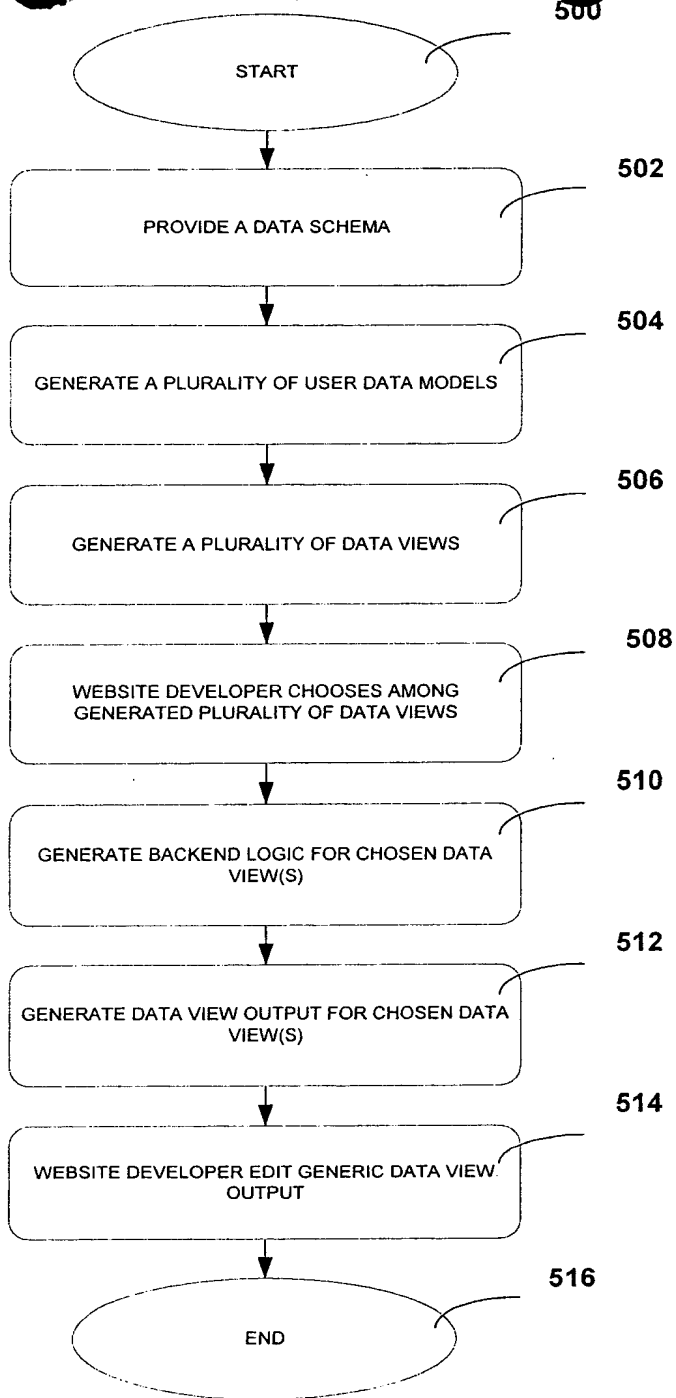 500
START
502
PROVIDE A DATA SCHEMA
504
GENERATE A PLURALITY OF USER DATA MODELS
506
GENERATE A PLURALITY OF DATA VIEWS
508
WEBSITE DEVELOPER CHOOSES AMONG
GENERATED PLURALITY OF DATA VIEWS
510
GENERATE BACKEND LOGIC FOR CHOSEN DATA
VIEW(S)
512
GENERATE DATA VIEW OUTPUT FOR CHOSEN DATA
VIEW(S)
514
WEBSITE DEVELOPER EDIT GENERIC DATA VIEW
OUTPUT
516
END